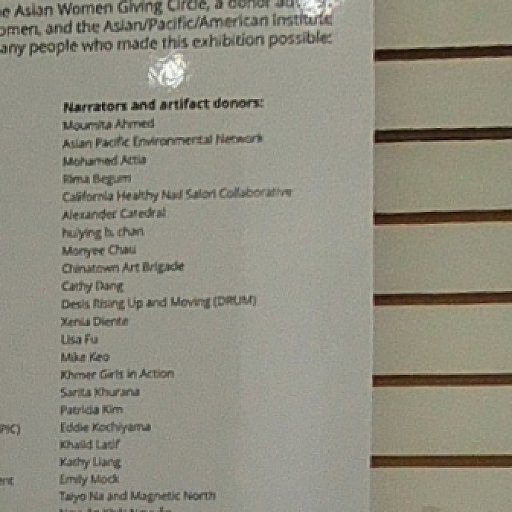 e Asian Women Giving Circle, a donor
omen, and the Asian/Pacific/American Institute
any people who made this exhibition possible:
Narrators and artifact donors:
Moumita Ahmed
Asian Pacific Environmental Network
Mohamed Attia
Rima Begum
California Healthy Nail Salon Collaborative
Alexander Catedral
huiying b. chan
Monyee Chau
Chinatown Art Brigade
Cathy Dang
Desis Rising Up and Moving (DRUM)
Xenia Diente
Lisa Fu
Mike Keo
Khmer Girls in Action
Sarita Khurana
Patricia Kim
PIC) Eddie Kochiyama
Khalid Latif
Kathy Liang
ent Emily Mock
Taiyo Na and Magnetic North